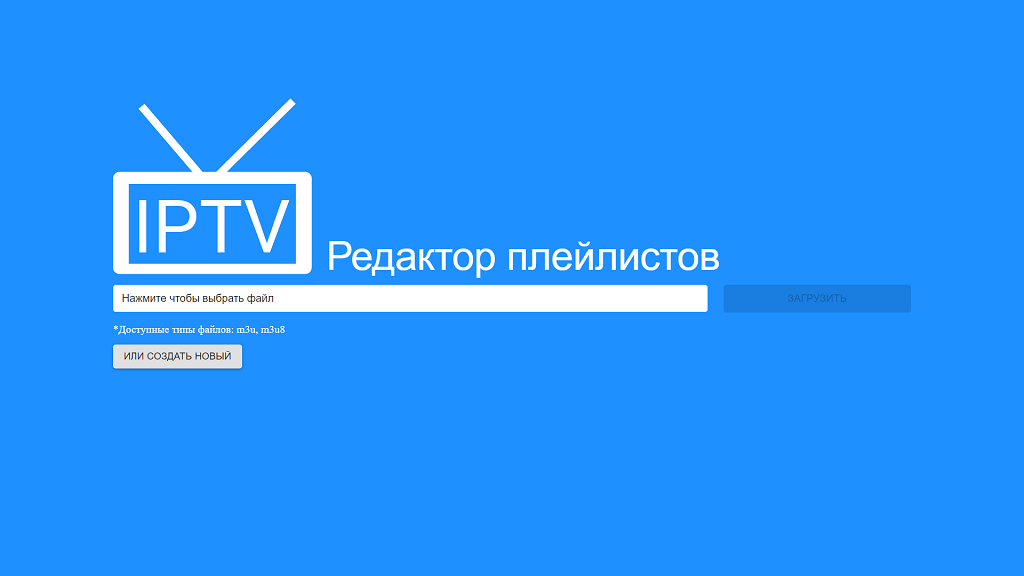 IPTV
Редактор плейлистов
Нажмите чтобы выбрать файл
ЗАГРУЗИТЬ
*Доступные типы файлов: m3u, m3u8
ИЛИ СОЗДАТЬ НОВЫЙ